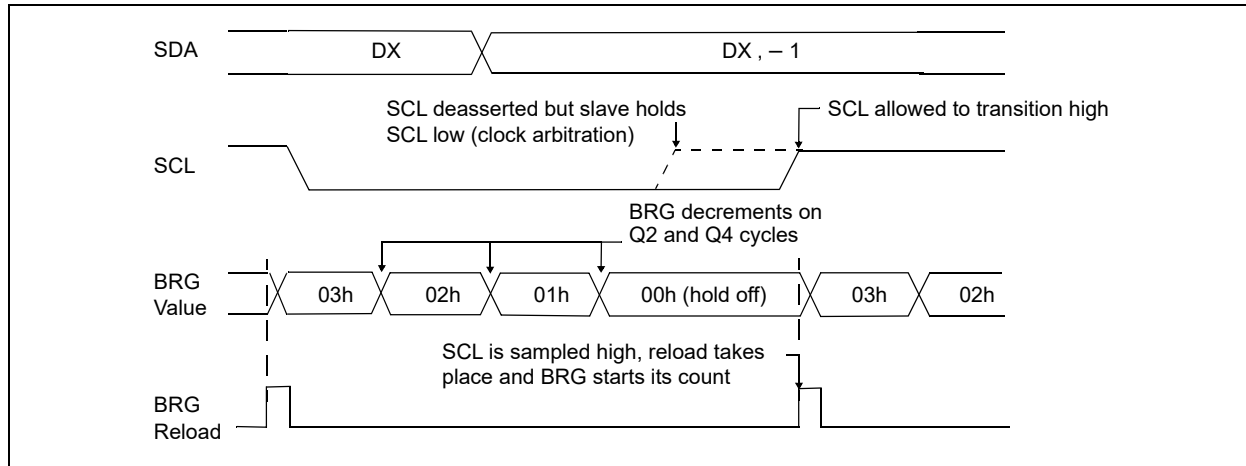 SDA
DX
DX , – 1
SCL deasserted but slave holds
SCL low (clock arbitration)
SCL allowed to transition high
SCL
BRG decrements on
Q2 and Q4 cycles
BRG
Value
03h
02h
01h
00h (hold off)
03h
02h
SCL is sampled high, reload takes
place and BRG starts its count
BRG
Reload